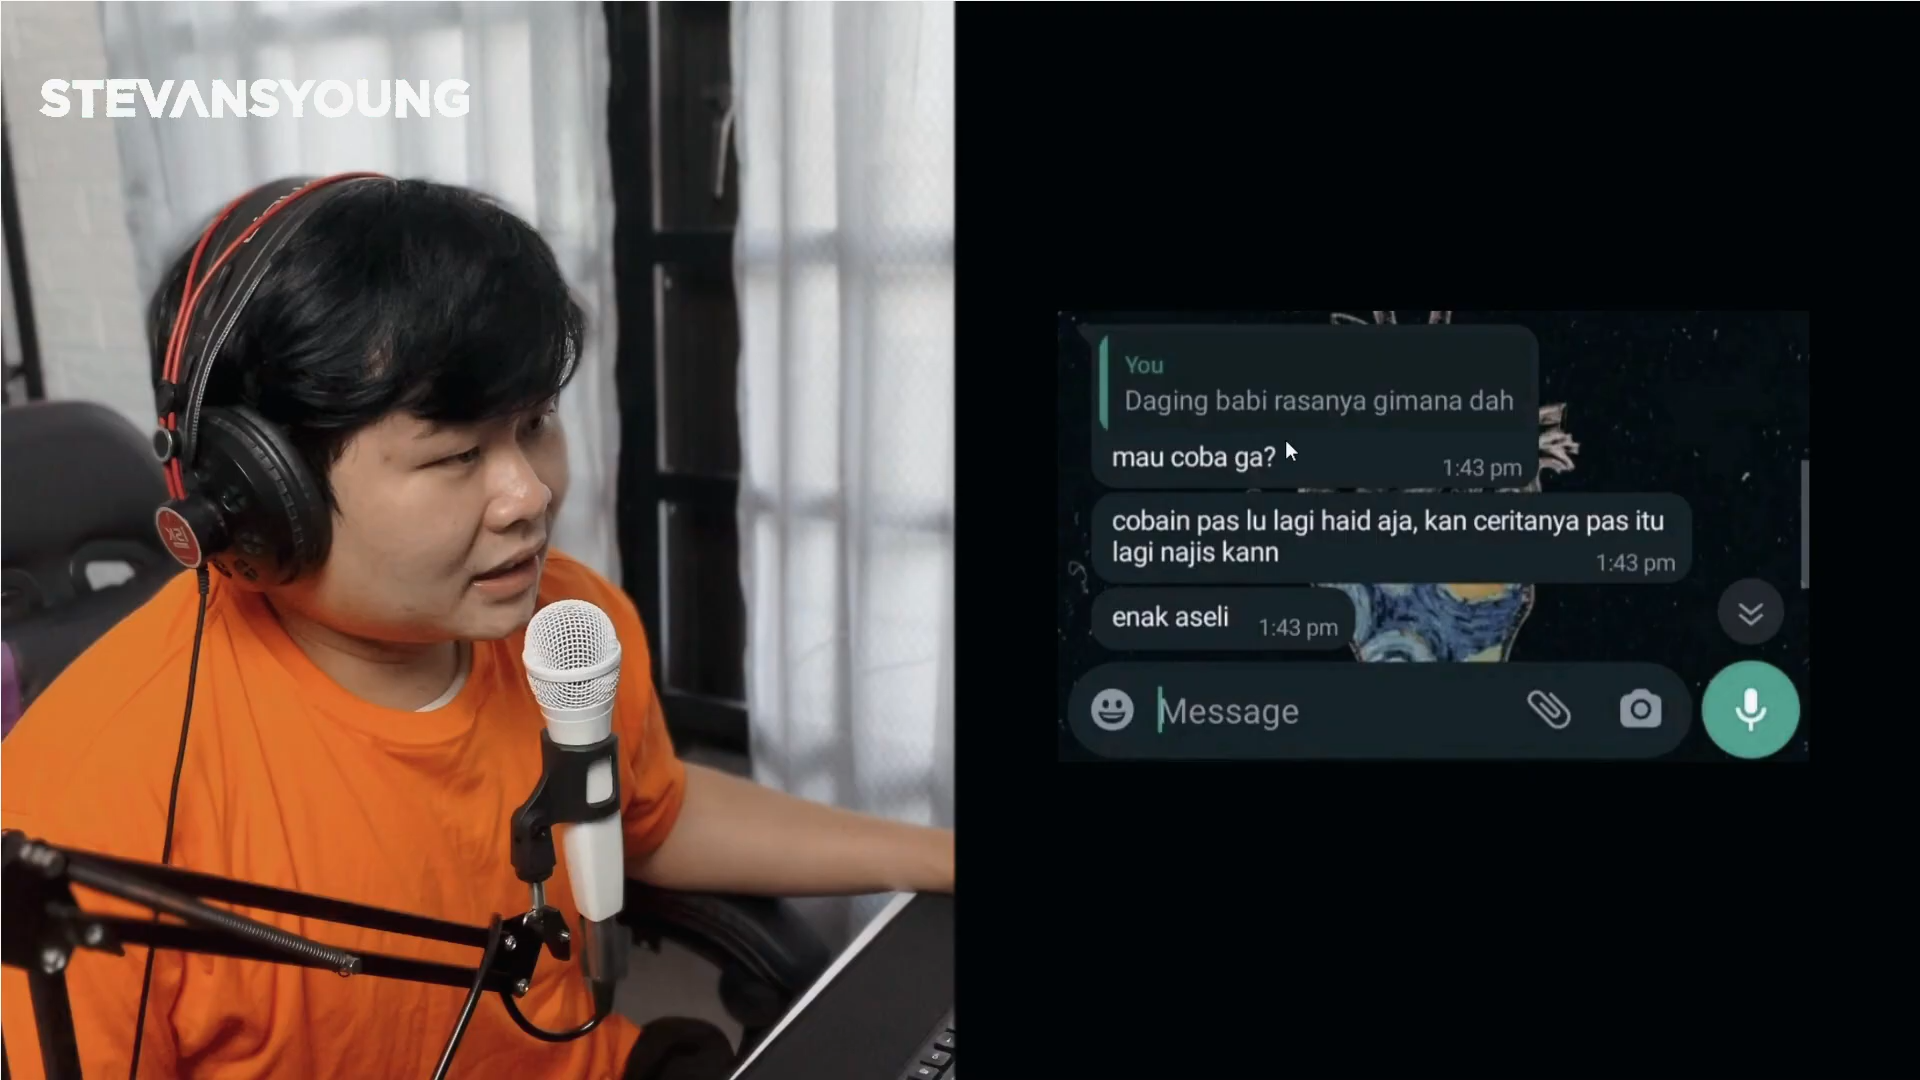 STEVANSYOUNG
You
Daging babi rasanya gimana dah
mau coba ga?
1:43 pm
cobain pas lu lagi haid aja, kan ceritanya pas itu
lagi najis kann
1:43 pm
enak aseli
1:43 pm
Message